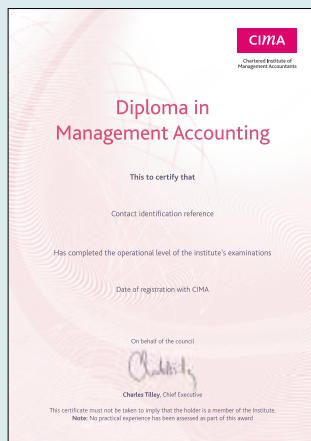 CIMA
Chartered Institute of
Management Accountants
Diploma in
Management Accounting
This to certify that
Contact identification reference
Has completed the operational level of the institute's examinations
Date of registration with CIMA
On behalf of the council
Charles Tilley, Chief Executive
This certificate must not be taken to imply that the holder is a member of the Institute.
Note: No practical experience has been assessed as part of this award